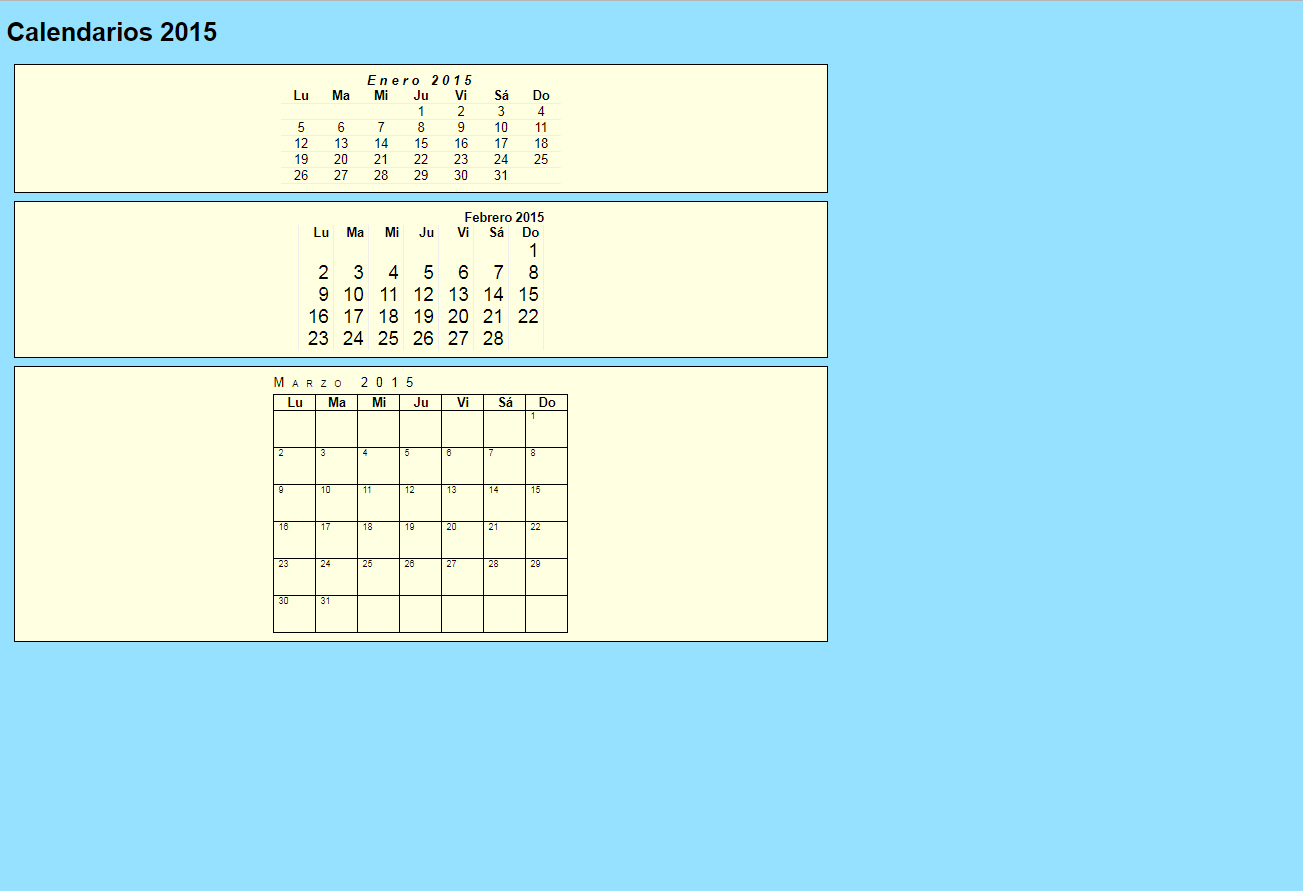 Calendarios 2015
Enero 2015
Lu Ma Mi Ju Vi Sá Do
1 2 3 4
5 6 7 8 9 10 11
12 13 14 15 16 17 18
19 20 21 22 23 24 25
26 27 28 29 30 31
Febrero 2015
Lu Ma Mi Ju Vi Sá Do
1
2 3 4 5 6 7 8
9 10 11 12 13 14 15
16 17 18 19 20 21 22
23 24 25 26 27 28
Marzo 2015
Lu Ma Mi Ju Vi Sá Do
1
2 3 4 5 6 7 8
9 10 11 12 13 14 15
16 17 18 19 20 21 22
23 24 25 26 27 28 29
30 31